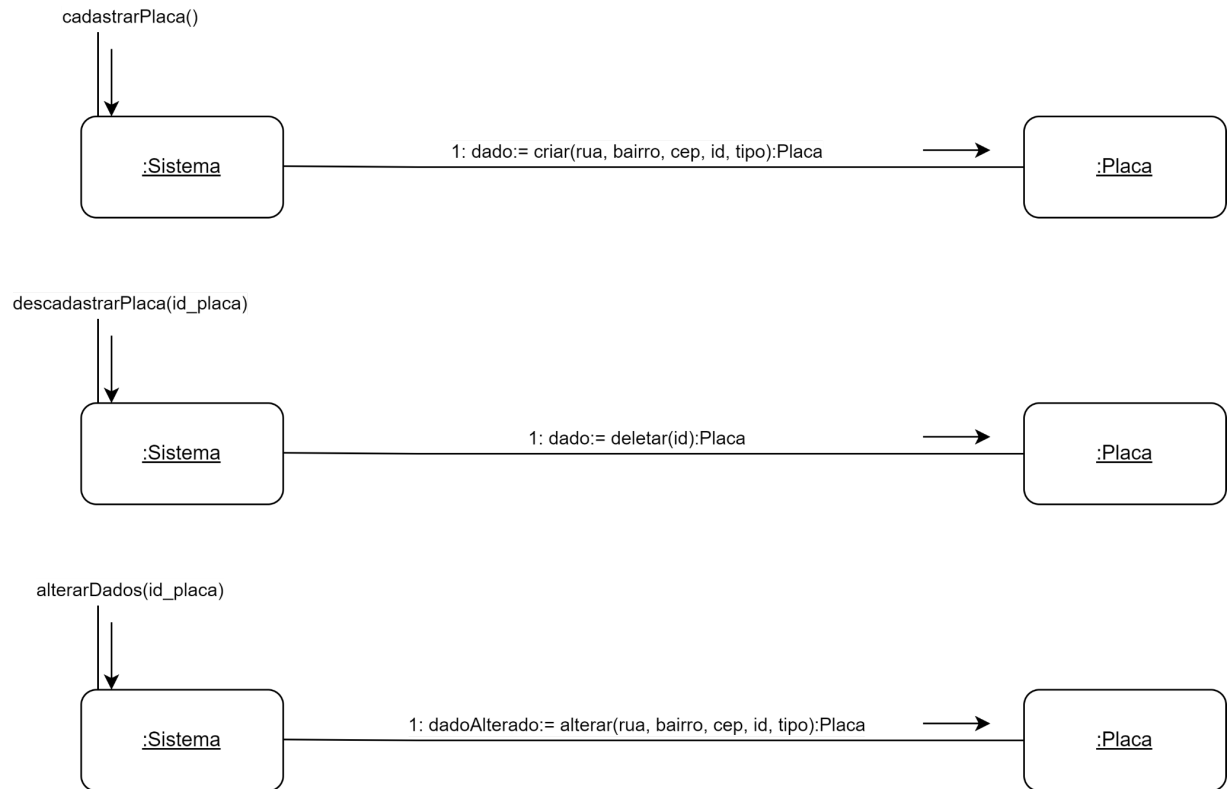 cadastrarPlaca()
:Sistema
1: dado:= criar(rua, bairro, cep, id, tipo):Placa
:Placa
descadastrarPlaca(id_placa)
:Sistema
1: dado:= deletar(id):Placa
:Placa
alterarDados(id_placa)
:Sistema
1: dadoAlterado:= alterar(rua, bairro, cep, id, tipo):Placa
:Placa